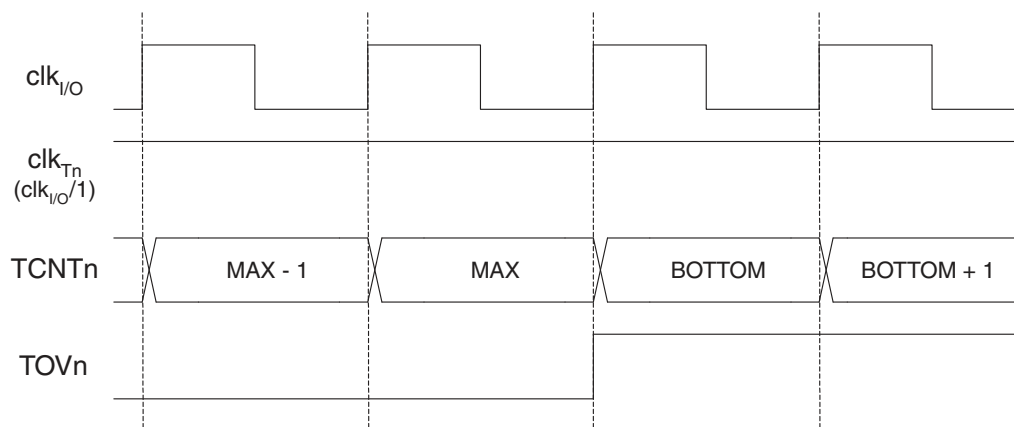 clkI/O
clkTn
(clkI/O/1)
TCNTn MAX - 1 MAX BOTTOM BOTTOM + 1
TOVn